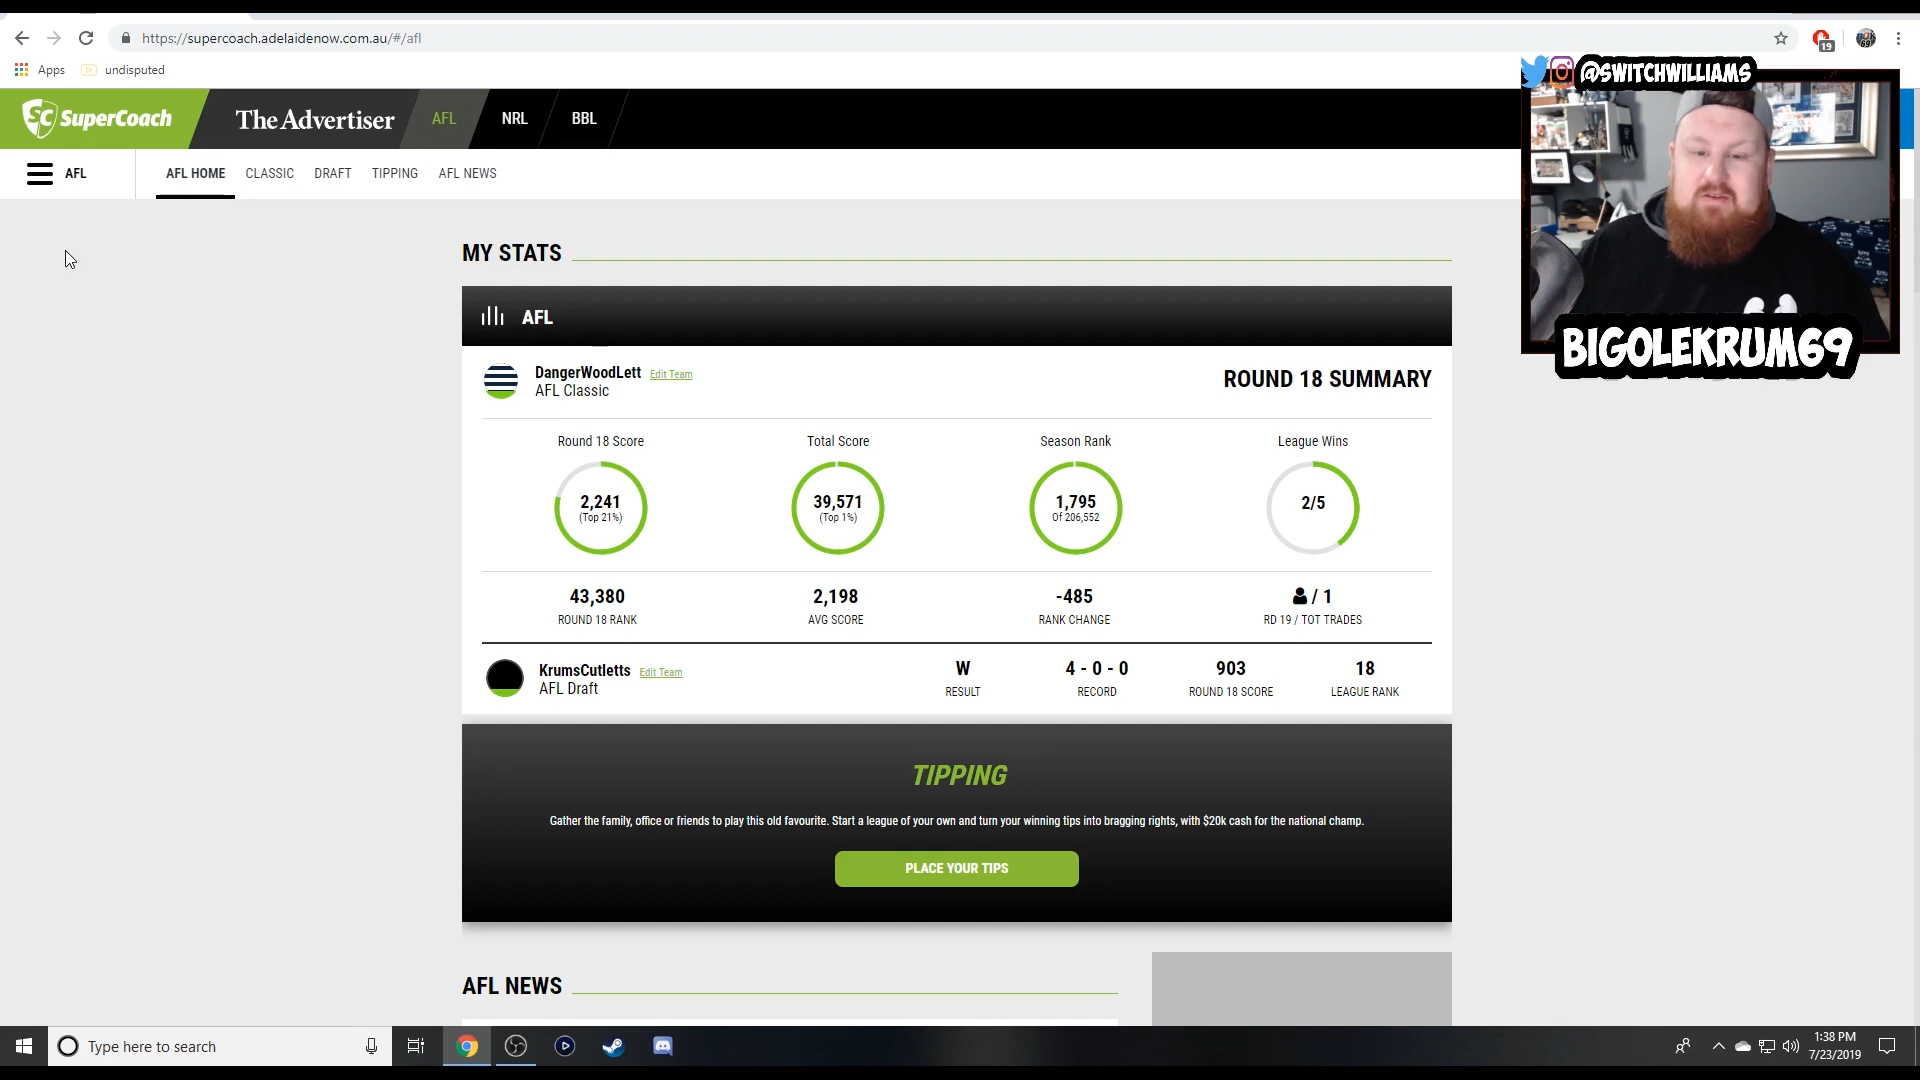 https://supercoach.adelaidenow.com.au/#/afl
19
Apps
undisputed
@SWITCHWILLIAMS
SC SuperCoach
The Advertiser
AFL
NRL
BBL
AFL
AFL HOME
CLASSIC
DRAFT
TIPPING
AFL NEWS
BIGOLEKRUM69
MY STATS
AFL
DangerWoodLett Edit Team
AFL Classic
ROUND 18 SUMMARY
Round 18 Score
Total Score
Season Rank
League Wins
2,241
(Top 21%)
39,571
(Top 1%)
1,795
Of 206,552
2/5
43,380
ROUND 18 RANK
2,198
AVG SCORE
-485
RANK CHANGE
/ 1
RD 19 / TOT TRADES
KrumsCutletts Edit Team
AFL Draft
W
RESULT
4 - 0 - 0
RECORD
903
ROUND 18 SCORE
18
LEAGUE RANK
TIPPING
Gather the family, office or friends to play this old favourite. Start a league of your own and turn your winning tips into bragging rights, with $20k cash for the national champ.
PLACE YOUR TIPS
AFL NEWS
Type here to search
1:38 PM
7/23/2019